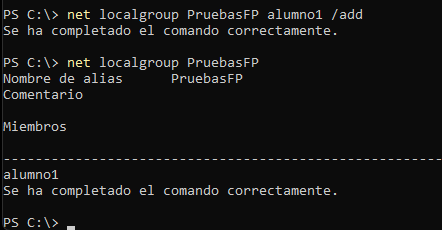 PS C:\> net localgroup PruebasFP alumno1 /add
Se ha completado el comando correctamente.
PS C:\> net localgroup PruebasFP
Nombre de alias      PruebasFP
Comentario
Miembros
-------------------------------------------------------
alumno1
Se ha completado el comando correctamente.
PS C:\>